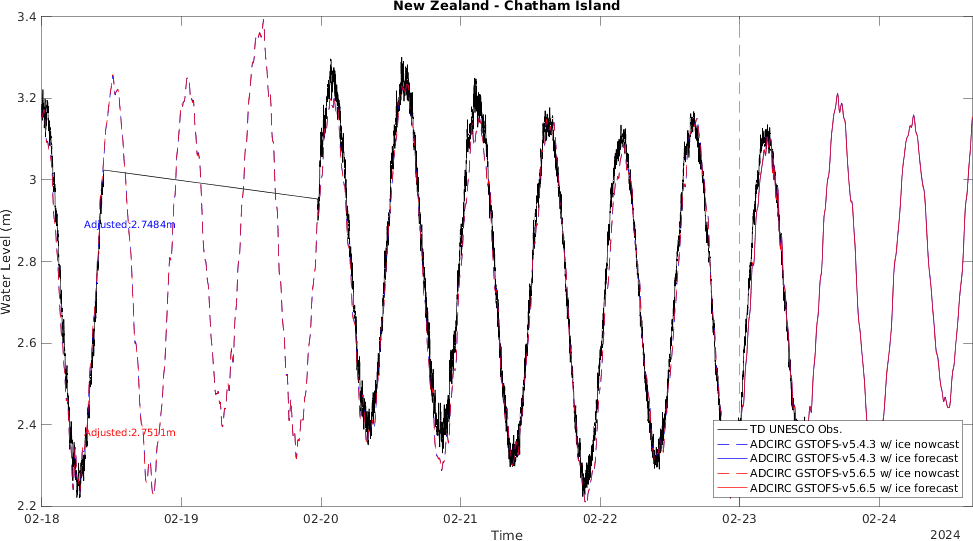 New Zealand - Chatham Island
Water Level (m)
3.4
3.2
3
2.8
2.6
2.4
2.2
Adjusted:2.7484m
Adjusted:2.7511m
TD UNESCO Obs.
ADCIRC GSTOFS-v5.4.3 w/ ice nowcast
ADCIRC GSTOFS-v5.4.3 w/ ice forecast
ADCIRC GSTOFS-v5.6.5 w/ ice nowcast
ADCIRC GSTOFS-v5.6.5 w/ ice forecast
02-18 02-19 02-20 02-21 02-22 02-23 02-24
Time
2024